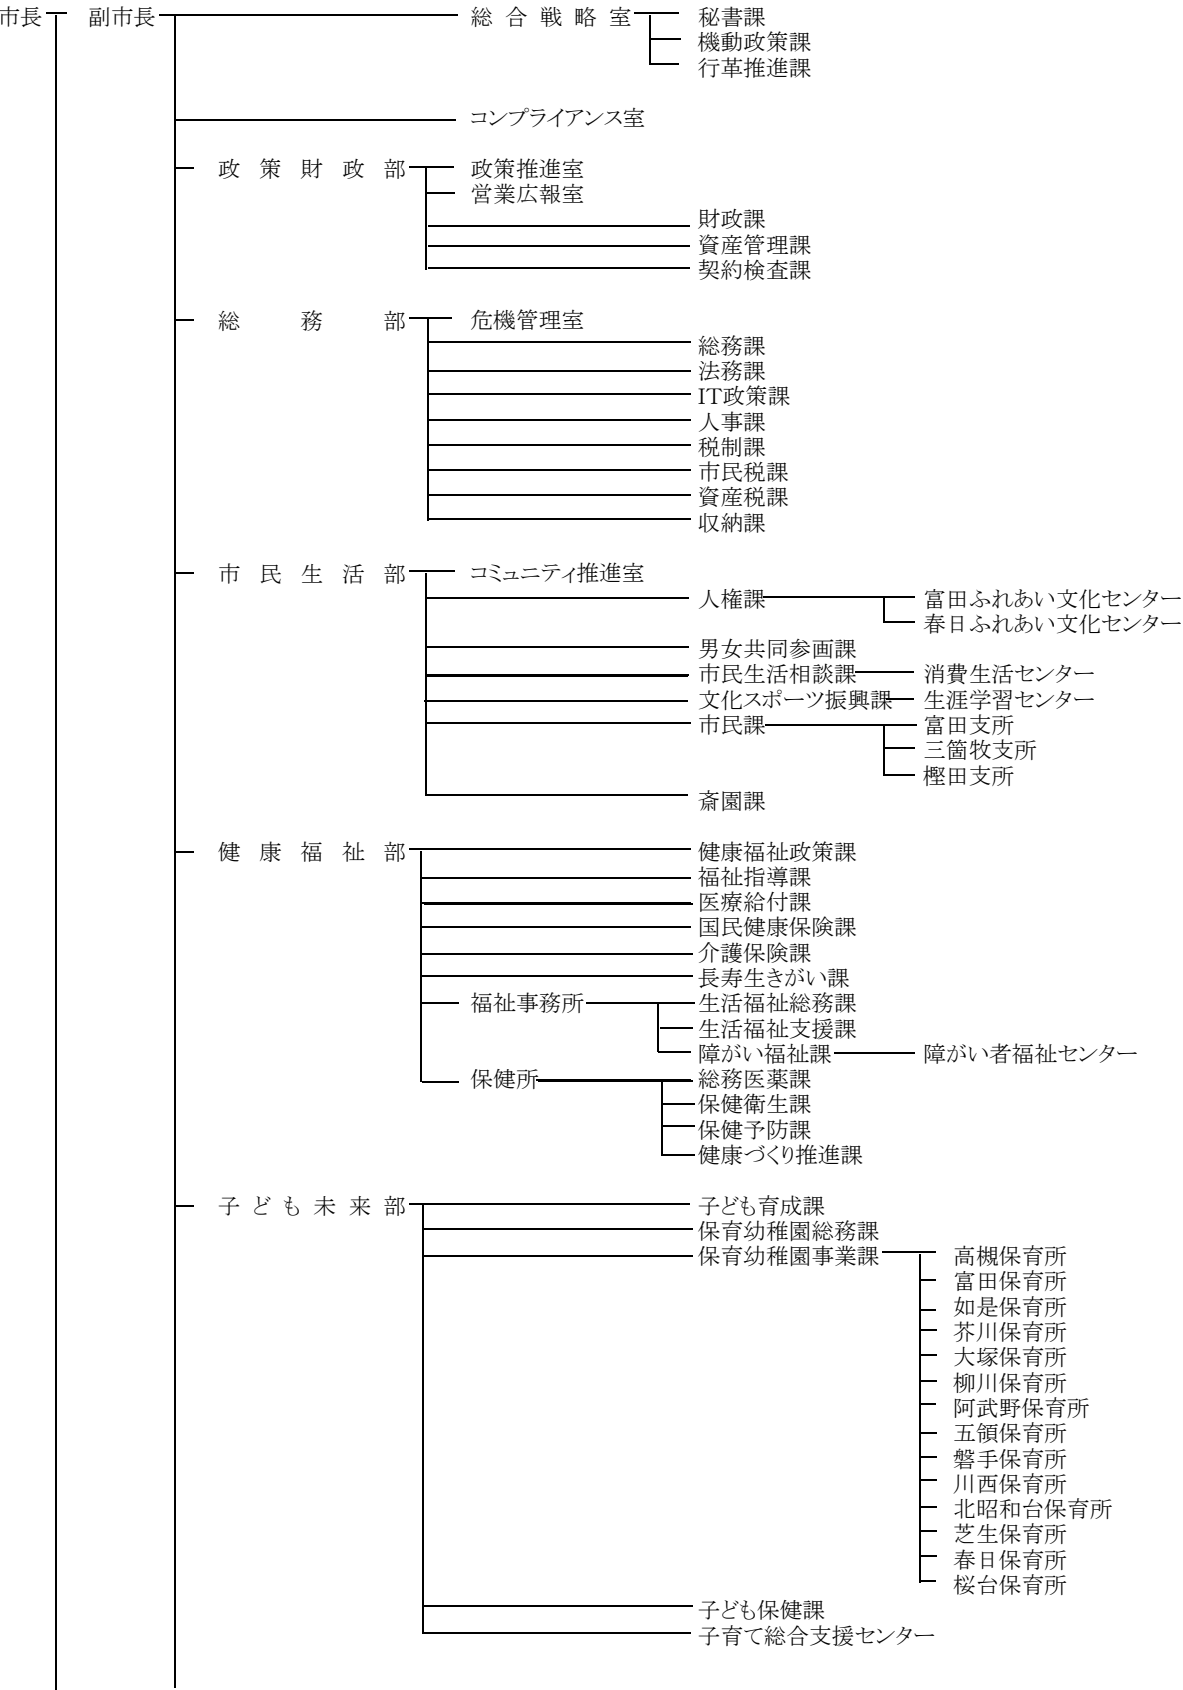 市長 副市長 総合戦略室 秘書課
機動政策課
行革推進課
コンプライアンス室
政策財政部 政策推進室
営業広報室
財政課
資産管理課
契約検査課
総務部 危機管理室
総務課
法務課
IT政策課
人事課
税制課
市民税課
資産税課
収納課
市民生活部 コミュニティ推進室
人権課 富田ふれあい文化センター
春日ふれあい文化センター
男女共同参画課
市民生活相談課 消費生活センター
文化スポーツ振興課 生涯学習センター
市民課 富田支所
三箇牧支所
樫田支所
斎園課
健康福祉部 健康福祉政策課
福祉指導課
医療給付課
国民健康保険課
介護保険課
長寿生きがい課
福祉事務所 生活福祉総務課
生活福祉支援課
障がい福祉課 障がい者福祉センター
保健所 総務医薬課
保健衛生課
保健予防課
健康づくり推進課
子ども未来部 子ども育成課
保育幼稚園総務課
保育幼稚園事業課 高槻保育所
富田保育所
如是保育所
芥川保育所
大塚保育所
柳川保育所
阿武野保育所
五領保育所
磐手保育所
川西保育所
北昭和台保育所
芝生保育所
春日保育所
桜台保育所
子ども保健課
子育て総合支援センター